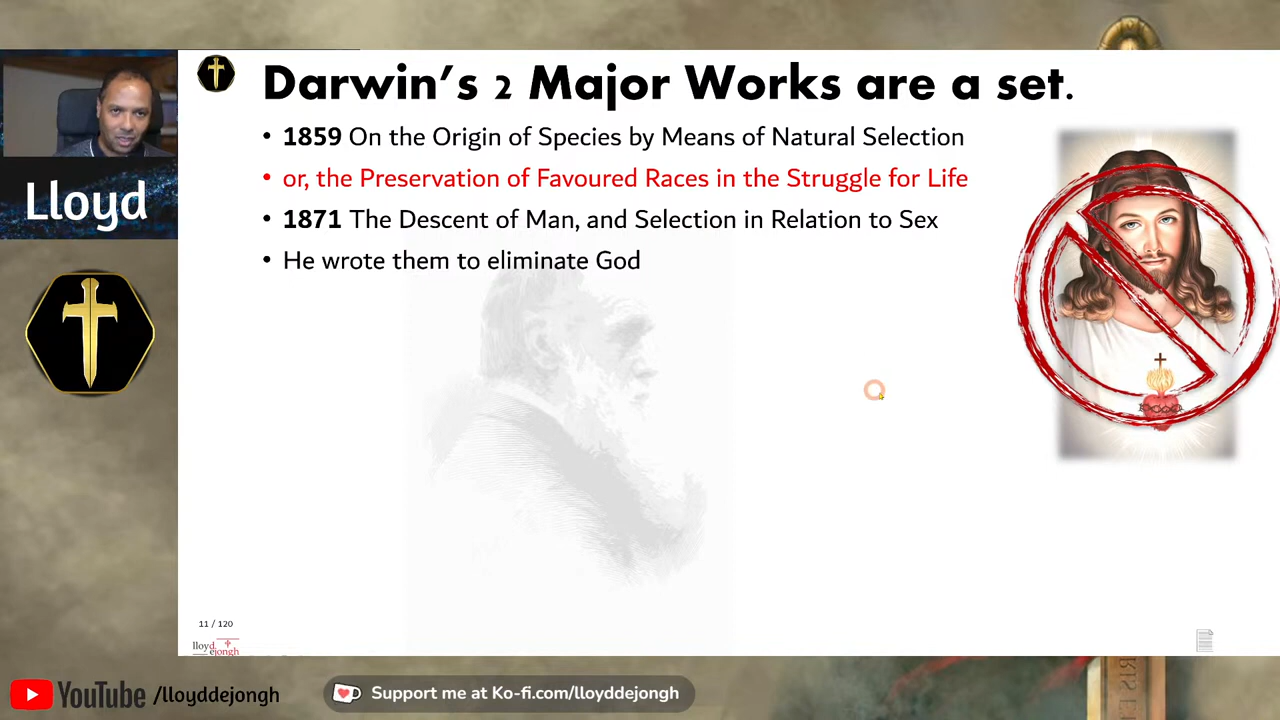 Darwin's 2 Major Works are a set.
• 1859 On the Origin of Species by Means of Natural Selection
• or, the Preservation of Favoured Races in the Struggle for Life
• 1871 The Descent of Man, and Selection in Relation to Sex
• He wrote them to eliminate God
Lloyd
11 / 120
lloyd
ejongh
YouTube /lloyddejongh
Support me at Ko-fi.com/lloyddejongh